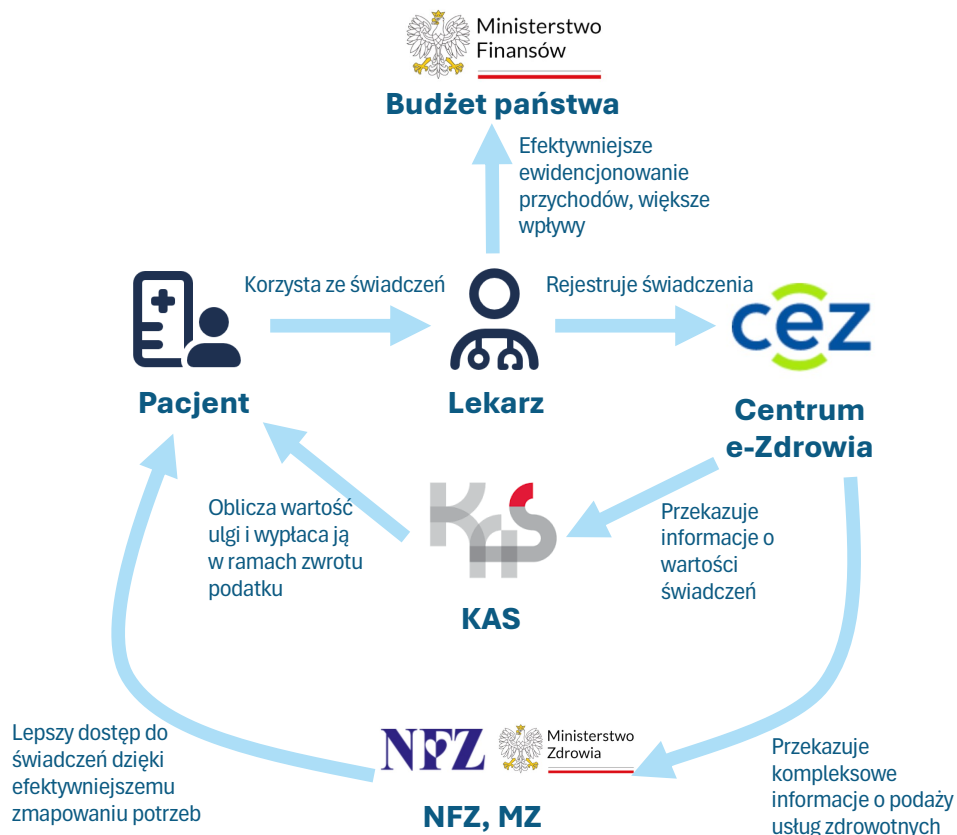 Ministerstwo
Finansów
Budżet państwa
Efektywniejsze
ewidencjonowanie
przychodów, większe
wpływy
Korzysta ze świadczeń
Rejestruje świadczenia
cez
Pacjent
Lekarz
Centrum
e-Zdrowia
Oblicza wartość
ulgi i wypłaca ją
w ramach zwrotu
podatku
KAS
Przekazuje
informacje o
wartości
świadczeń
KAS
Lepszy dostęp do
świadczeń dzięki
efektywniejszemu
zmapowaniu potrzeb
NFZ
Ministerstwo
Zdrowia
NFZ, MZ
Przekazuje
kompleksowe
informacje o podaży
usług zdrowotnych